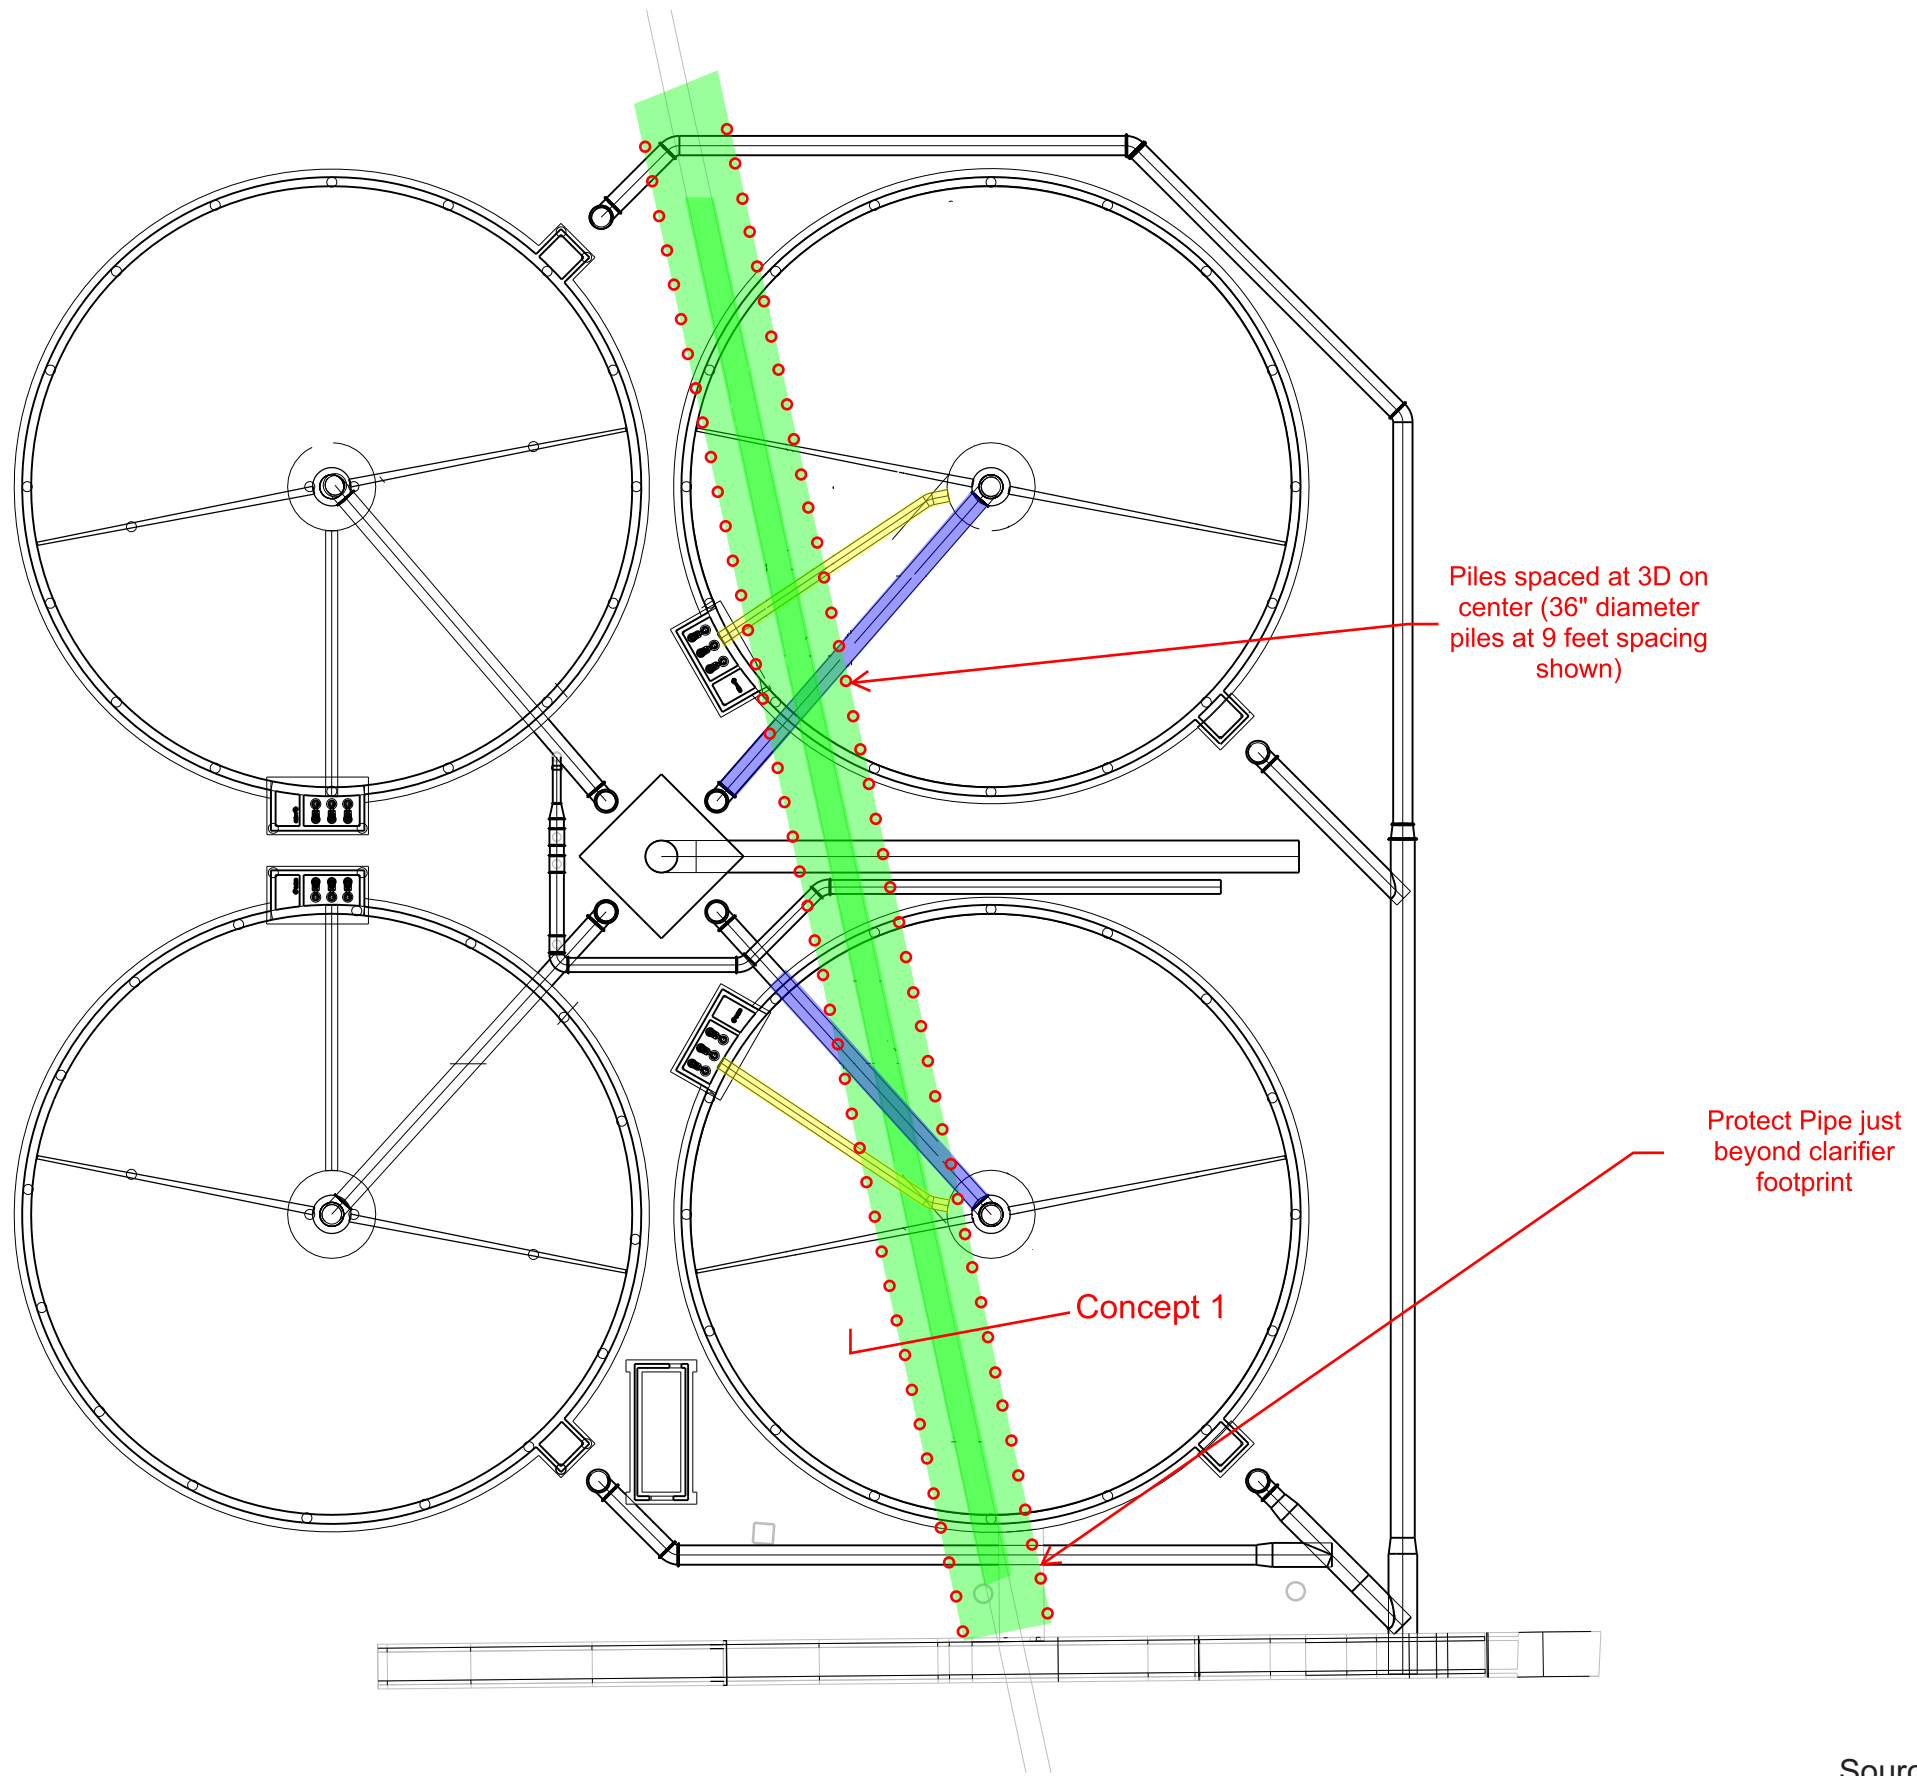 Piles spaced at 3D on
center (36" diameter
piles at 9 feet spacing
shown)
Protect Pipe just
beyond clarifier
footprint
Concept 1
Sourc